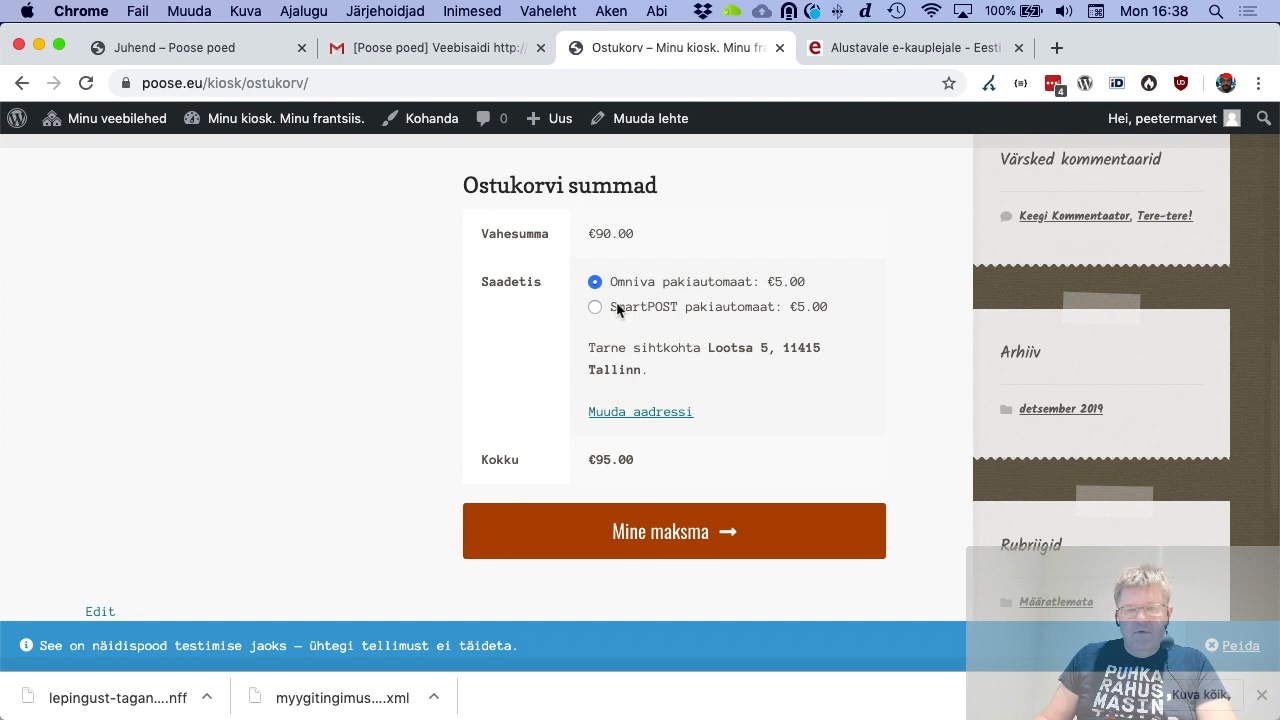 Chrome Fail Muuda Kuva Ajalugu Järjehoidjad Inimesed Vaheleht Aken Abi 100% Mon 16:38
Juhend – Poose poed
[Poose poed] Veebisaidi http:/
Ostukorv – Minu kiosk. Minu fra
Alustavale e-kauplejale - Eesti
poose.eu/kiosk/ostukorv/
4
Minu veebilehed Minu kiosk. Minu frantsiis. Kohanda 0 Uus Muuda lehte Hei, peetermarvet
Ostukorvi summad
Vahesumma €90.00
Saadetis Omniva pakiautomaat: €5.00
SmartPOST pakiautomaat: €5.00
Tarne sihtkohta Lootsa 5, 11415
Tallinn.
Muuda aadressi
Kokku €95.00
Mine maksma
Edit
Värsked kommentaarid
Keegi Kommentaator, Tere-tere!
Arhiiv
detsember 2019
Rubriigid
Määratlemata
See on näidispood testimise jaoks — ühtegi tellimust ei täideta. Peida
PUHKA
RAHUS,
MASIN
lepingust-tagan....nff
myygitingimus....xml
Kuva kõik